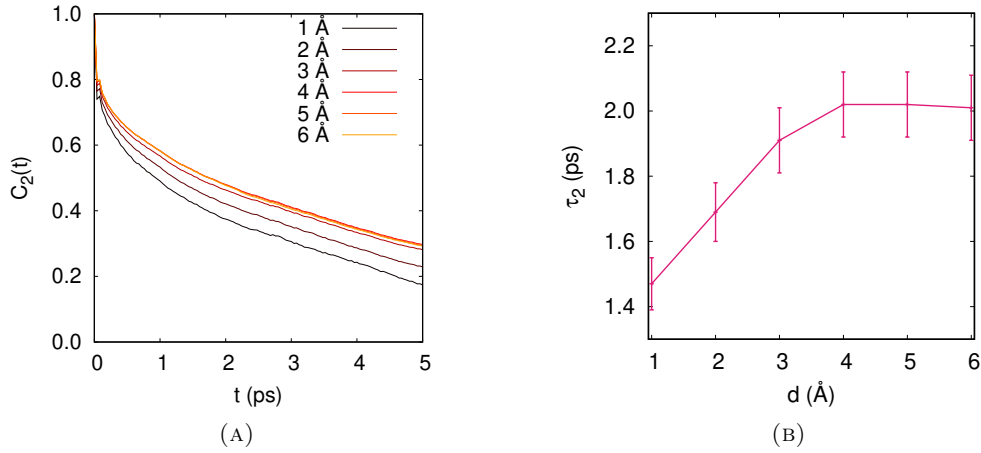 1.0
0.8
0.6
0.4
0.2
0.0
C₂(t)
0 1 2 3 4 5
t (ps)
1 Å
2 Å
3 Å
4 Å
5 Å
6 Å
(A)
2.2
2.0
1.8
1.6
1.4
τ₂ (ps)
1 2 3 4 5 6
d (Å)
(B)